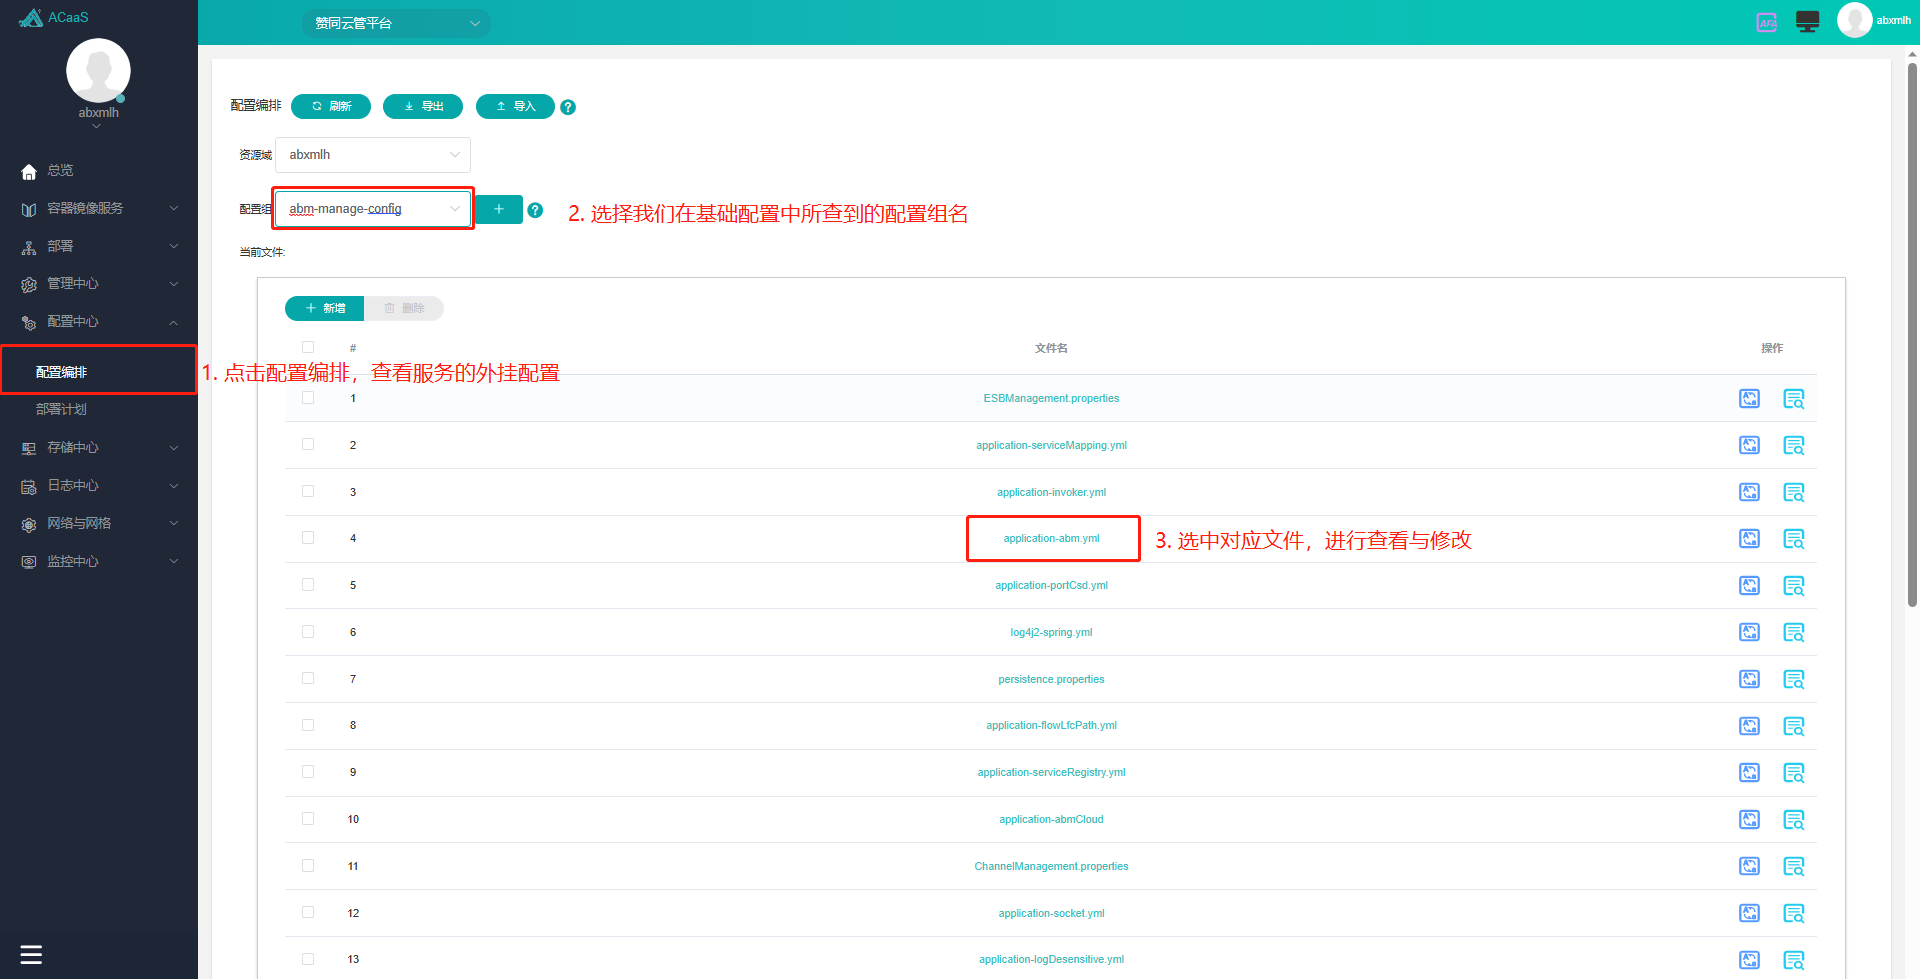 ACaaS
赞同云管平台
AFA
abxmlh
abxmlh
总览
容器镜像服务
部署
管理中心
配置中心
配置编排
部署计划
存储中心
日志中心
网络与网格
监控中心
配置编排
刷新
导出
导入
?
资源域
abxmlh
配置组
abm-manage-config
+
?
2. 选择我们在基础配置中所查到的配置组名
当前文件:
+ 新增
删除
# 文件名 操作
1. 点击配置编排，查看服务的外挂配置
1 ESBManagement.properties
2 application-serviceMapping.yml
3 application-invoker.yml
4 application-abm.yml
3. 选中对应文件，进行查看与修改
5 application-portCsd.yml
6 log4j2-spring.yml
7 persistence.properties
8 application-flowLfcPath.yml
9 application-serviceRegistry.yml
10 application-abmCloud
11 ChannelManagement.properties
12 application-socket.yml
13 application-logDesensitive.yml